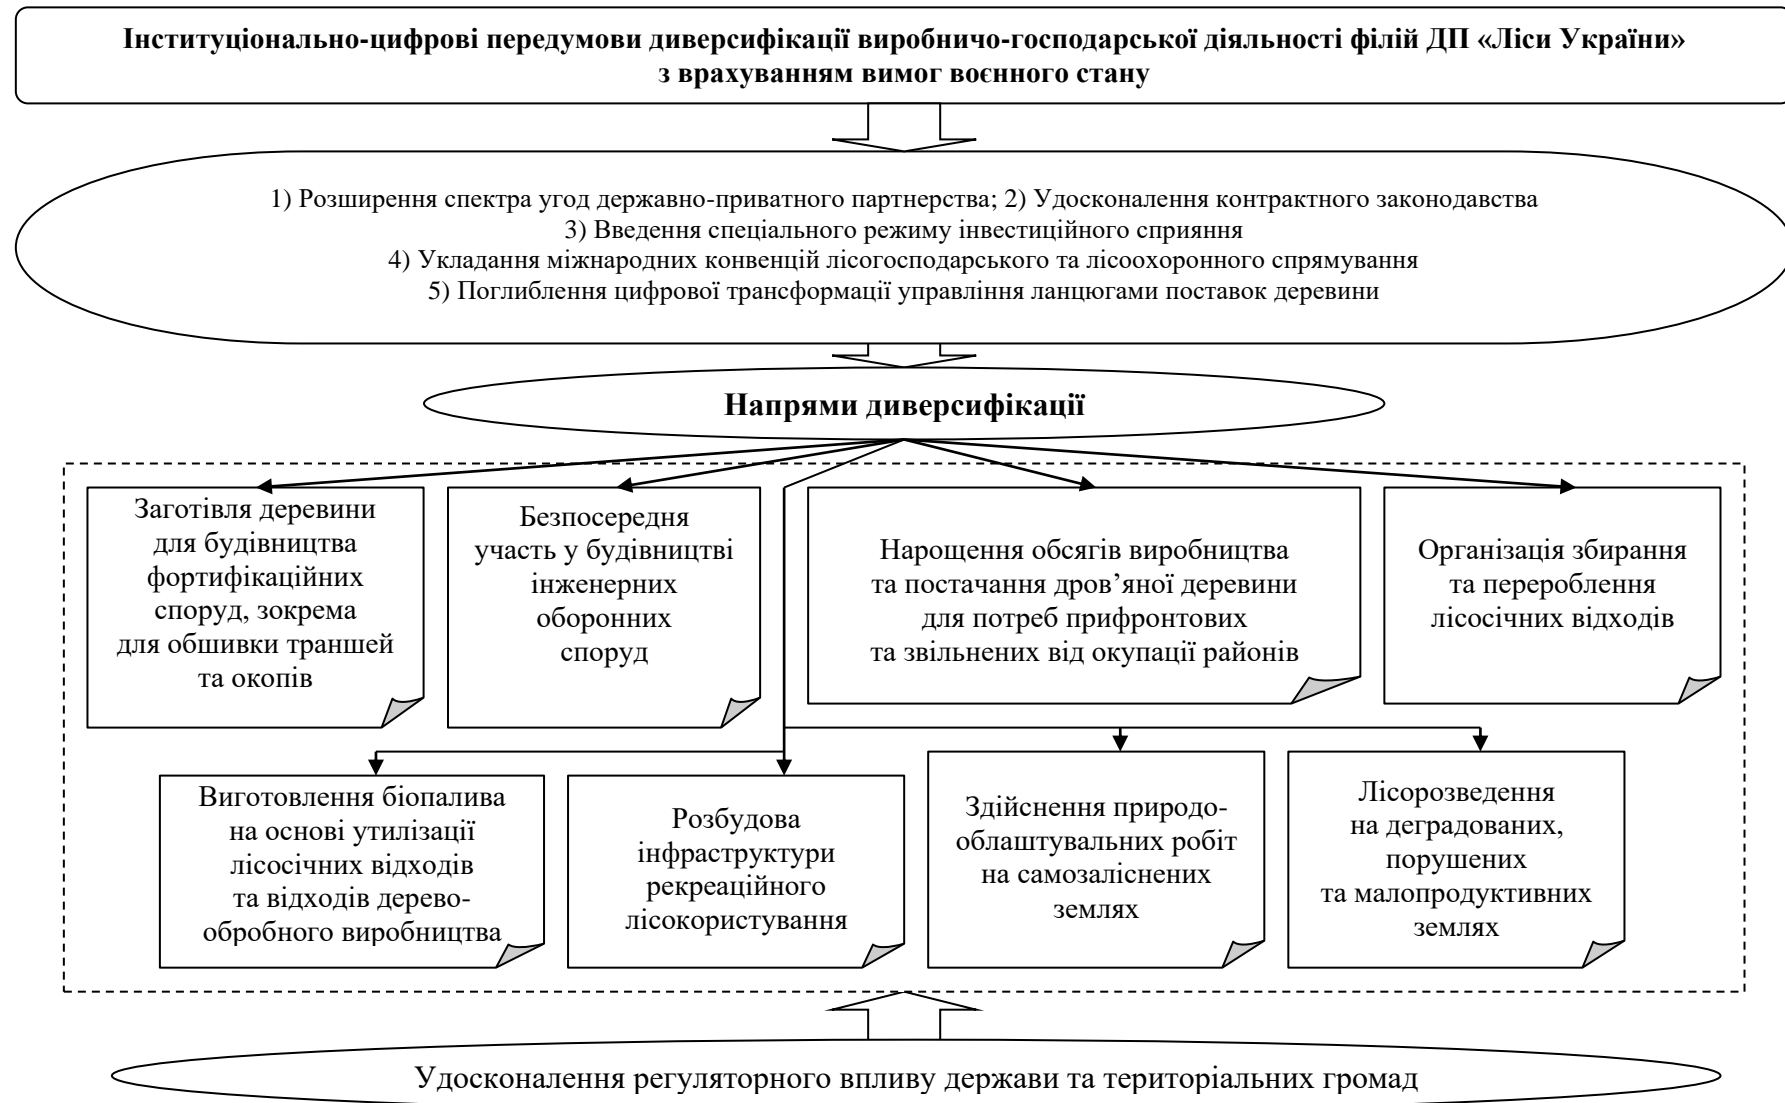 Інституціонально-цифрові передумови диверсифікації виробничо-господарської діяльності філій ДП «Ліси України»
з врахуванням вимог воєнного стану
1) Розширення спектра угод державно-приватного партнерства; 2) Удосконалення контрактного законодавства
3) Введення спеціального режиму інвестиційного сприяння
4) Укладання міжнародних конвенцій лісогосподарського та лісоохоронного спрямування
5) Поглиблення цифрової трансформації управління ланцюгами поставок деревини
Напрями диверсифікації
Заготівля деревини
для будівництва
фортифікаційних
споруд, зокрема
для обшивки траншей
та окопів
Безпосередня
участь у будівництві
інженерних
оборонних
споруд
Нарощення обсягів виробництва
та постачання дров’яної деревини
для потреб прифронтових
та звільнених від окупації районів
Організація збирання
та перероблення
лісосічних відходів
Виготовлення біопалива
на основі утилізації
лісосічних відходів
та відходів дерево-
обробного виробництва
Розбудова
інфраструктури
рекреаційного
лісокористування
Здійснення природо-
облаштувальних робіт
на самозаліснених
землях
Лісорозведення
на деградованих,
порушених
та малопродуктивних
землях
Удосконалення регуляторного впливу держави та територіальних громад